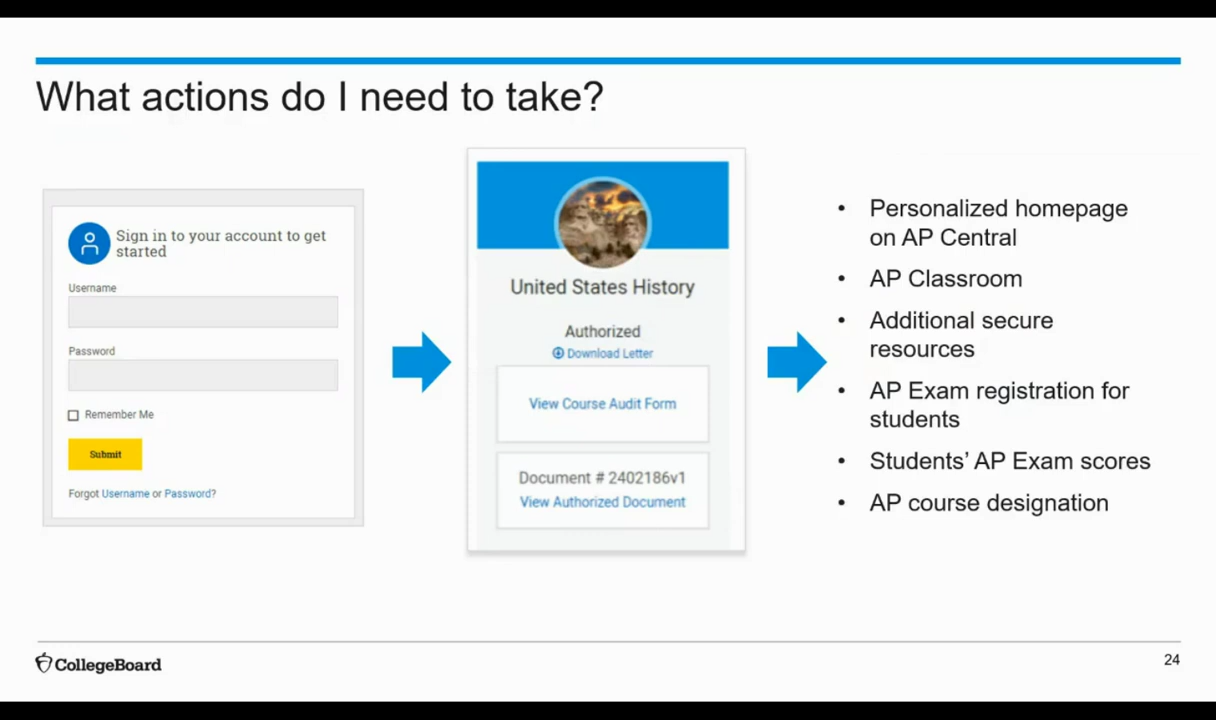 What actions do I need to take?
Sign in to your account to get
started
Username
Password
Remember Me
Submit
Forgot Username or Password?
United States History
Authorized
Download Letter
View Course Audit Form
Document # 2402186v1
View Authorized Document
• Personalized homepage
on AP Central
• AP Classroom
• Additional secure
resources
• AP Exam registration for
students
• Students’ AP Exam scores
• AP course designation
CollegeBoard
24